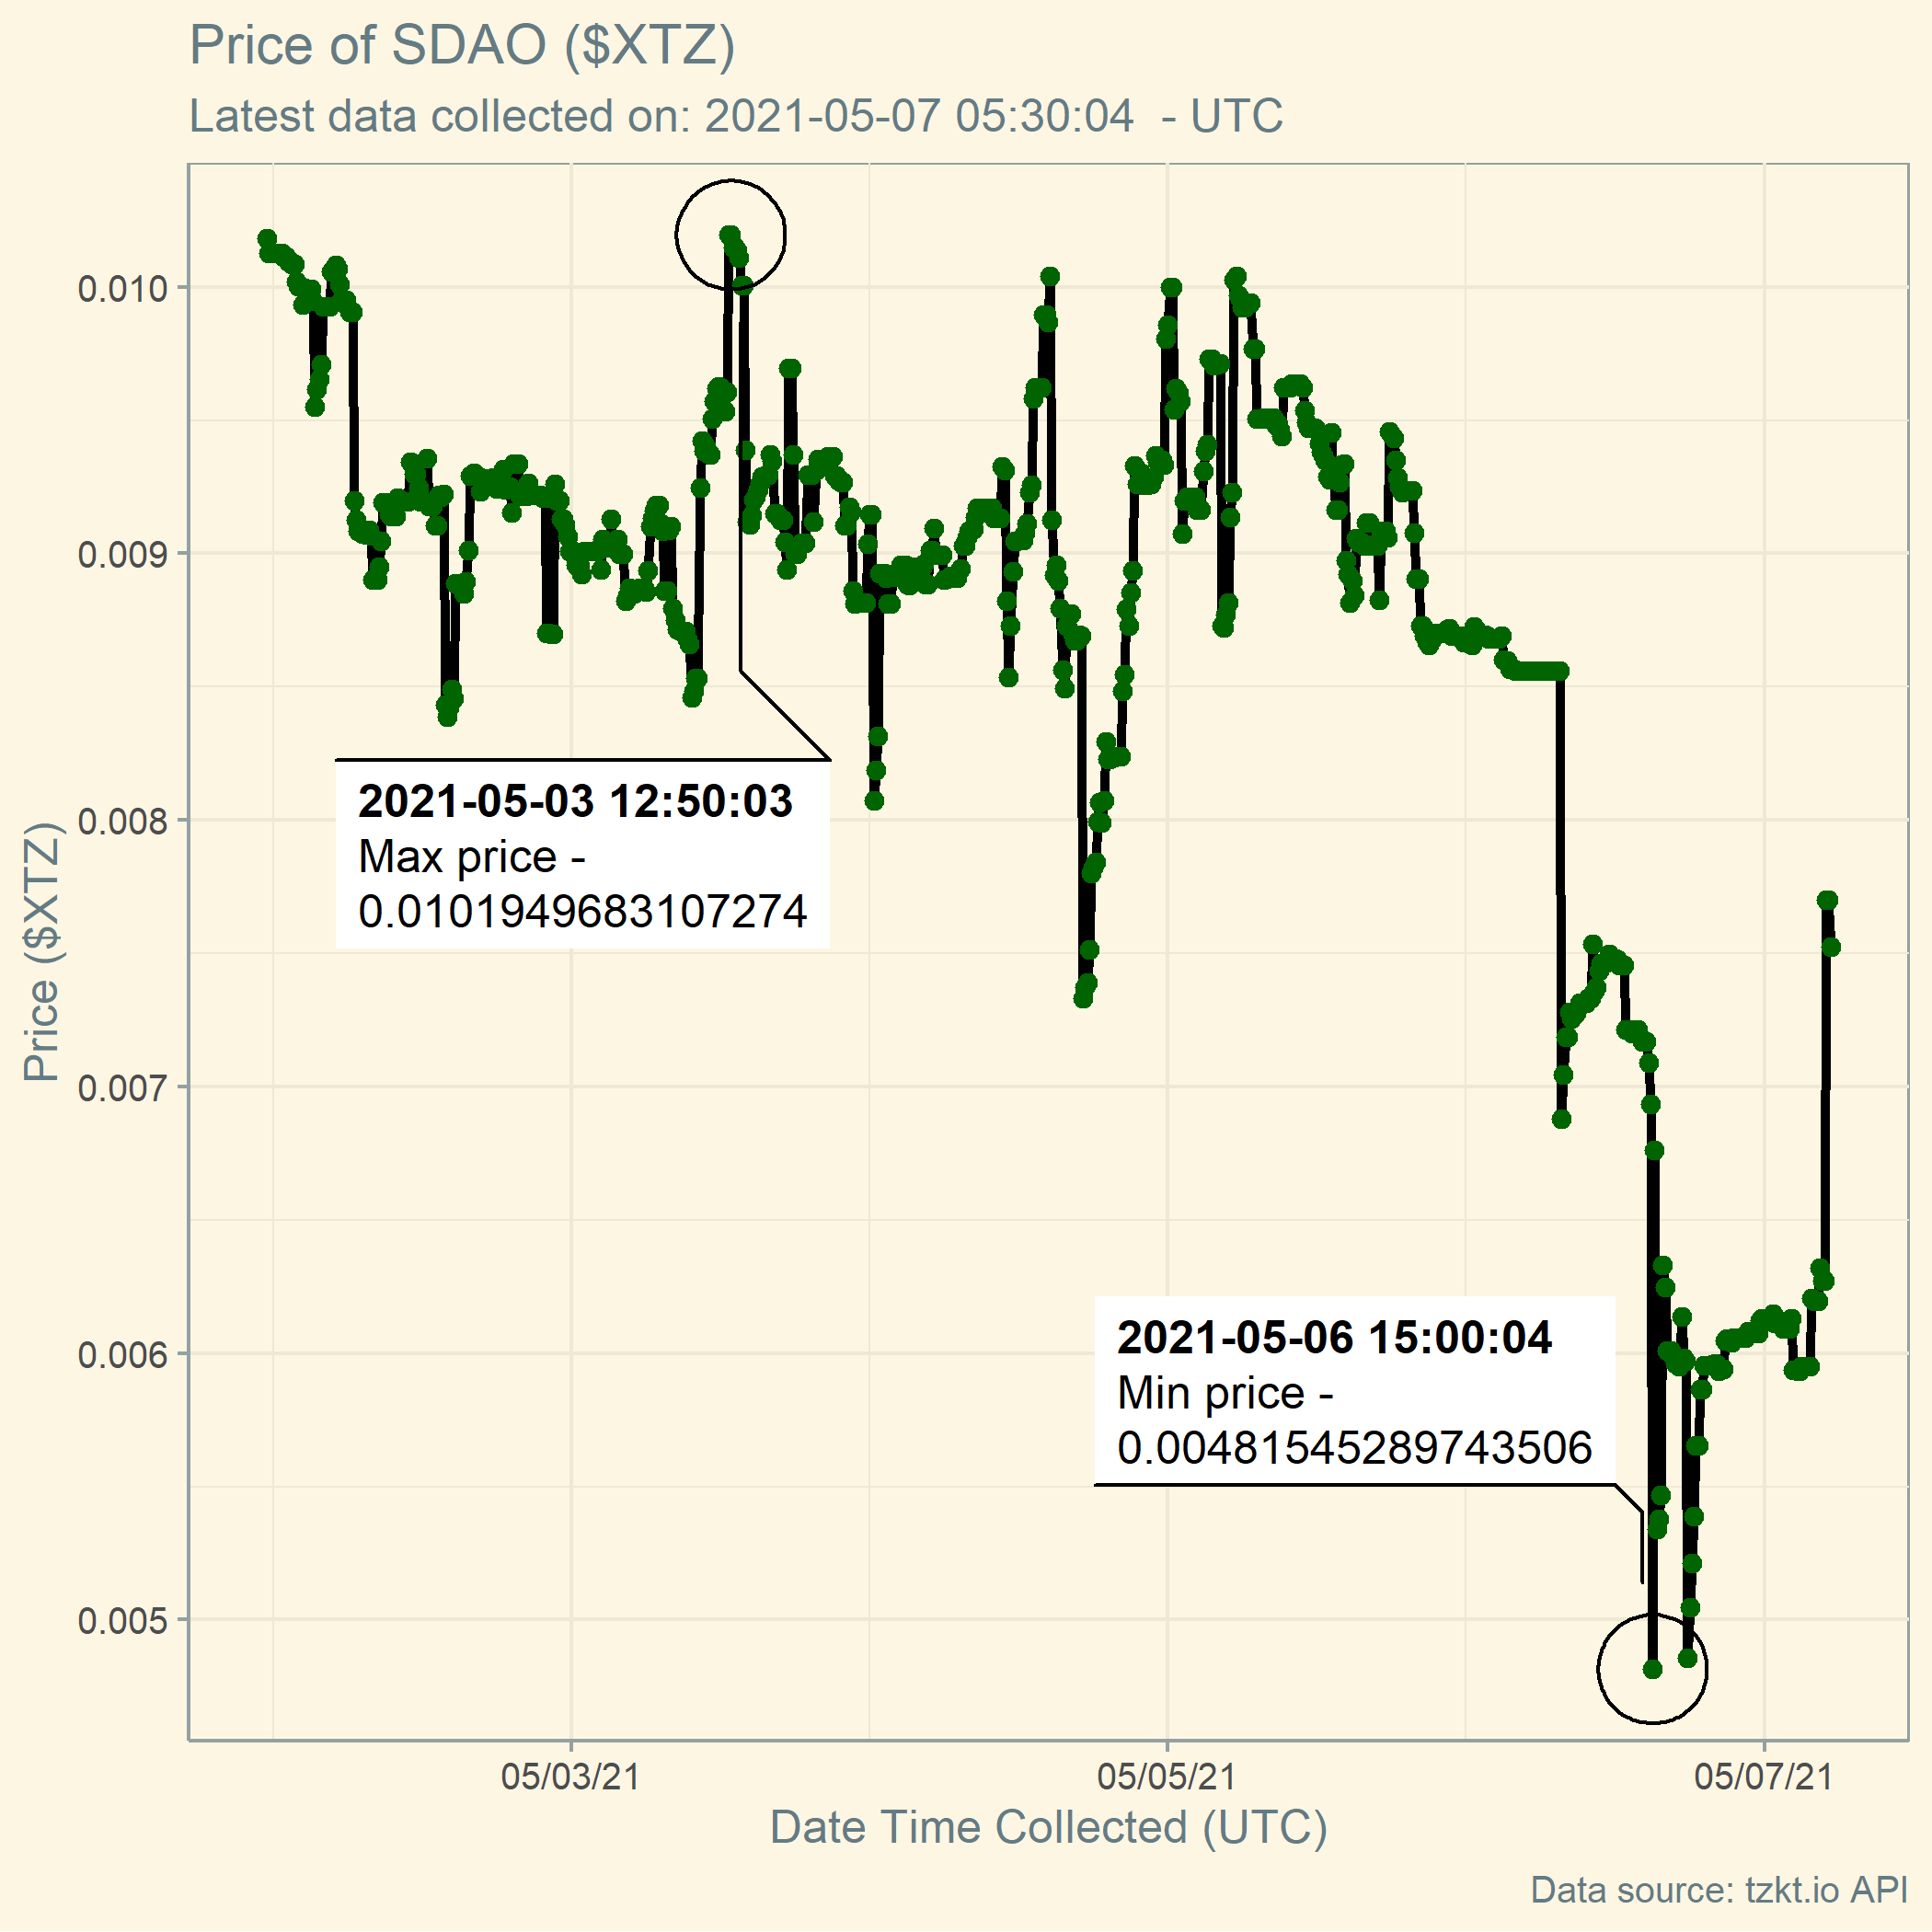 Price of SDAO ($XTZ)
Latest data collected on: 2021-05-07 05:30:04  - UTC
0.010
0.009
0.008
0.007
0.006
0.005
Price ($XTZ)
2021-05-03 12:50:03
Max price -
0.0101949683107274
2021-05-06 15:00:04
Min price -
0.00481545289743506
05/03/21
05/05/21
05/07/21
Date Time Collected (UTC)
Data source: tzkt.io API